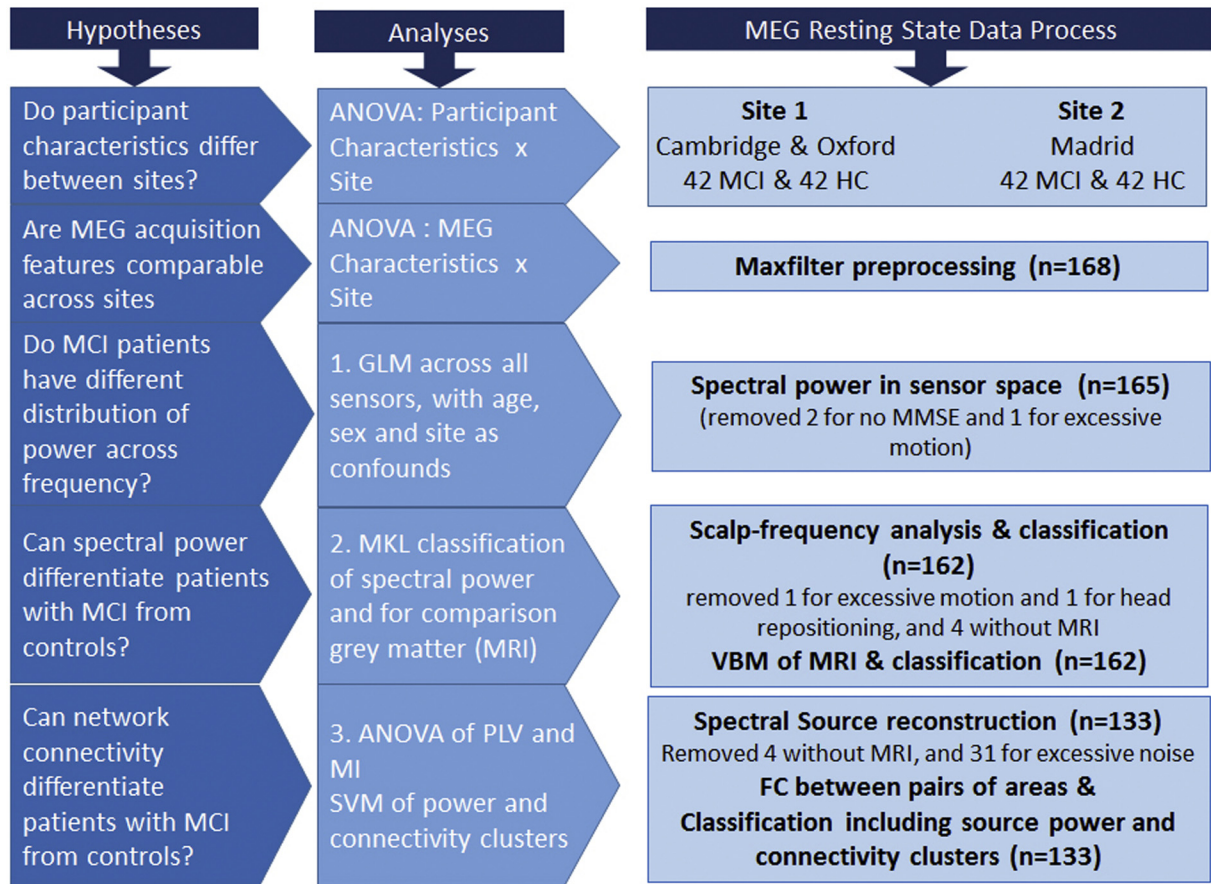 Hypotheses
Analyses
MEG Resting State Data Process
Do participant
characteristics differ
between sites?
ANOVA: Participant
Characteristics x
Site
Site 1
Cambridge & Oxford
42 MCI & 42 HC
Site 2
Madrid
42 MCI & 42 HC
Are MEG acquisition
features comparable
across sites
ANOVA : MEG
Characteristics x
Site
Maxfilter preprocessing (n=168)
Do MCI patients
have different
distribution of
power across
frequency?
1. GLM across all
sensors, with age,
sex and site as
confounds
Spectral power in sensor space (n=165)
(removed 2 for no MMSE and 1 for excessive
motion)
Can spectral power
differentiate patients
with MCI from
controls?
2. MKL classification
of spectral power
and for comparison
grey matter (MRI)
Scalp-frequency analysis & classification
(n=162)
removed 1 for excessive motion and 1 for head
repositioning, and 4 without MRI
VBM of MRI & classification (n=162)
Can network
connectivity
differentiate
patients with MCI
from controls?
3. ANOVA of PLV and
MI
SVM of power and
connectivity clusters
Spectral Source reconstruction (n=133)
Removed 4 without MRI, and 31 for excessive noise
FC between pairs of areas &
Classification including source power and
connectivity clusters (n=133)